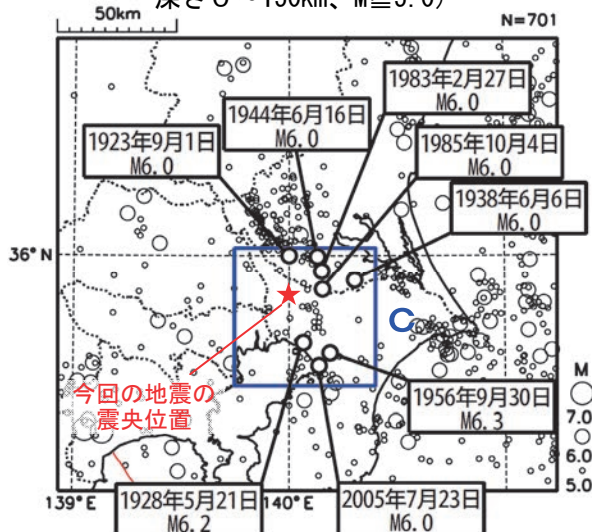 深さ0～150km、M≧5.0)
50km
N=701
1983年2月27日
M6.0
1944年6月16日
M6.0
1923年9月1日
M6.0
1985年10月4日
M6.0
1938年6月6日
M6.0
36°N
C
今回の地震の
震央位置
1956年9月30日
M6.3
M
7.0
6.0
5.0
139°E
1928年5月21日
M6.2
140°E
2005年7月23日
M6.0